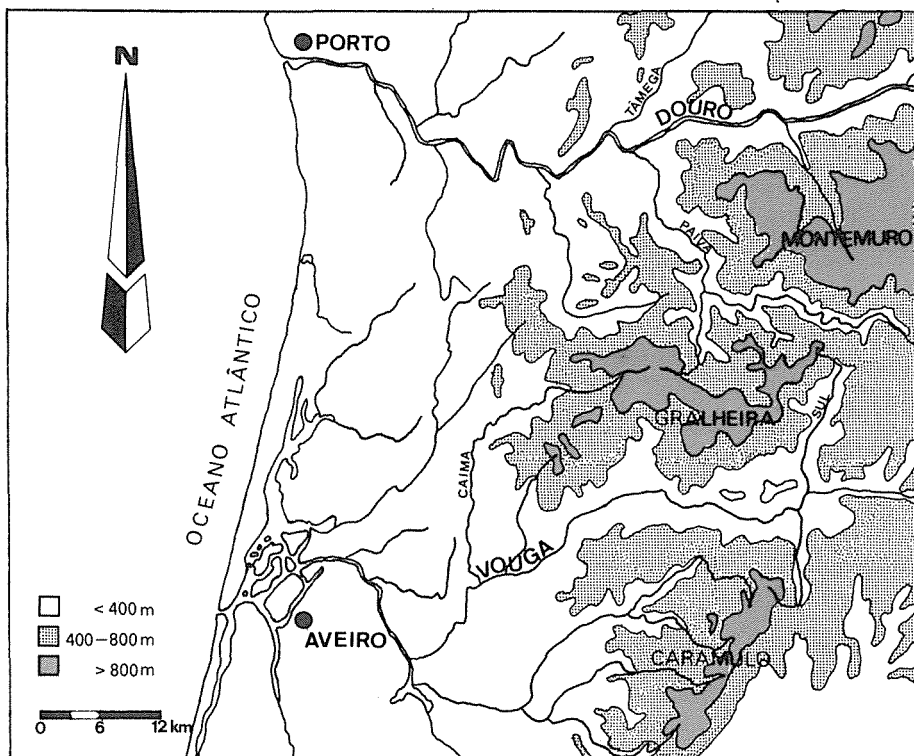 N
PORTO
TÂMEGA
DOURO
PAIVA
MONTEMURO
OCEANO ATLÂNTICO
GRALHEIRA
SUL
CAIMA
VOUGA
< 400 m
400–800 m
> 800 m
AVEIRO
CARAMULO
0 6 12 km